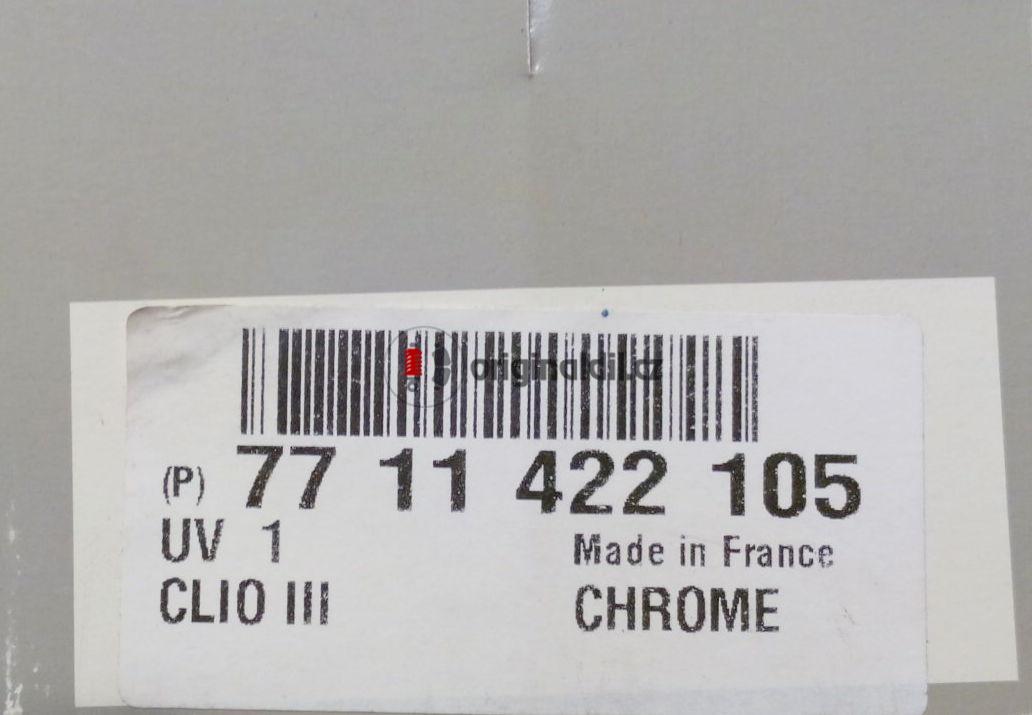 originaldil.cz
(P) 77 11 422 105
UV 1
Made in France
CLIO III
CHROME